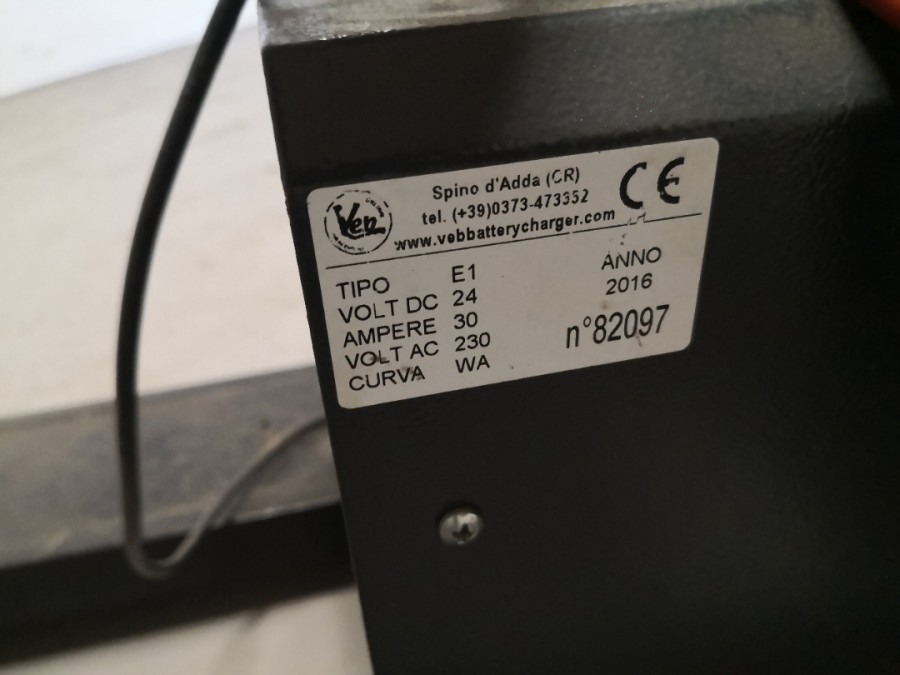 Veb
Spino d'Adda (CR)
tel. (+39)0373-473352
www.vebbatterycharger.com
CE
TIPO E1
VOLT DC 24
AMPERE 30
VOLT AC 230
CURVA WA
ANNO
2016
n°82097